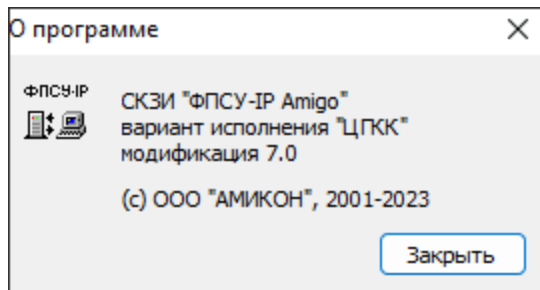 О программе
ФПСУ-IP
СКЗИ "ФПСУ-IP Amigo"
вариант исполнения "ЦГКК"
модификация 7.0
(с) ООО "АМИКОН", 2001-2023
Закрыть